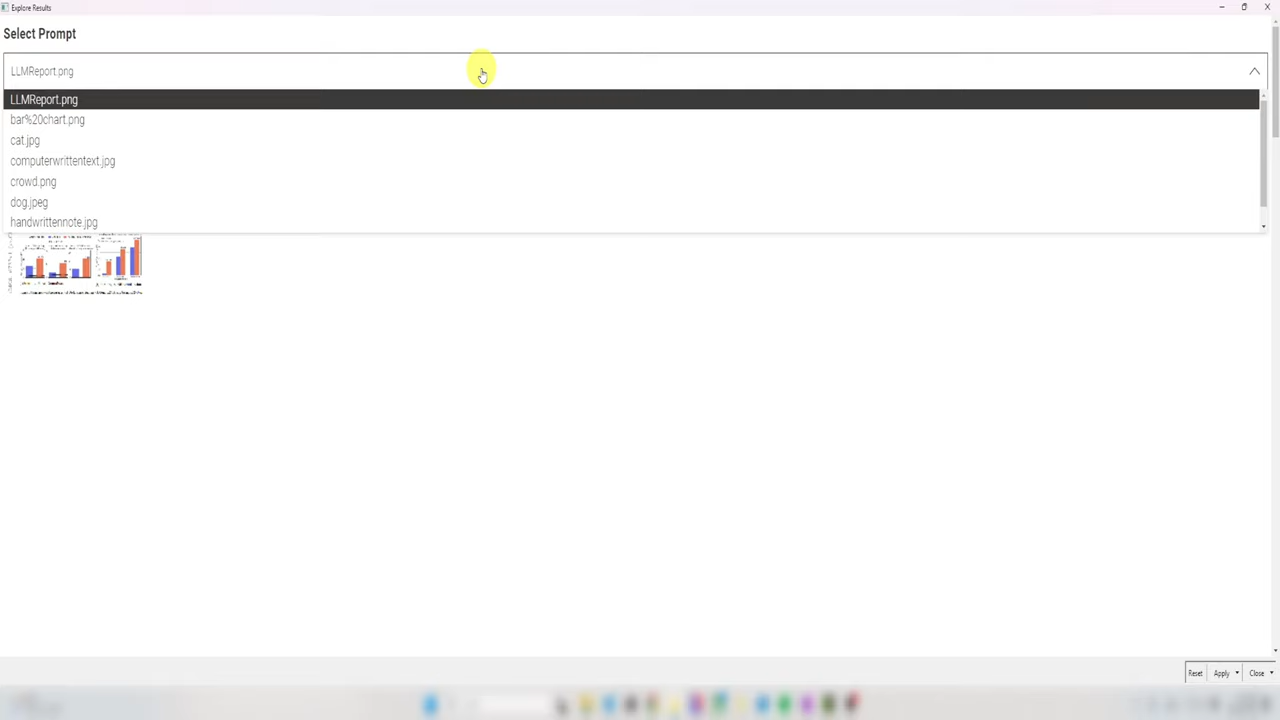 Explore Results
Select Prompt
LLMReport.png
LLMReport.png
bar%20chart.png
cat.jpg
computerwrittentext.jpg
crowd.png
dog.jpeg
handwrittennote.jpg
Reset Apply Close